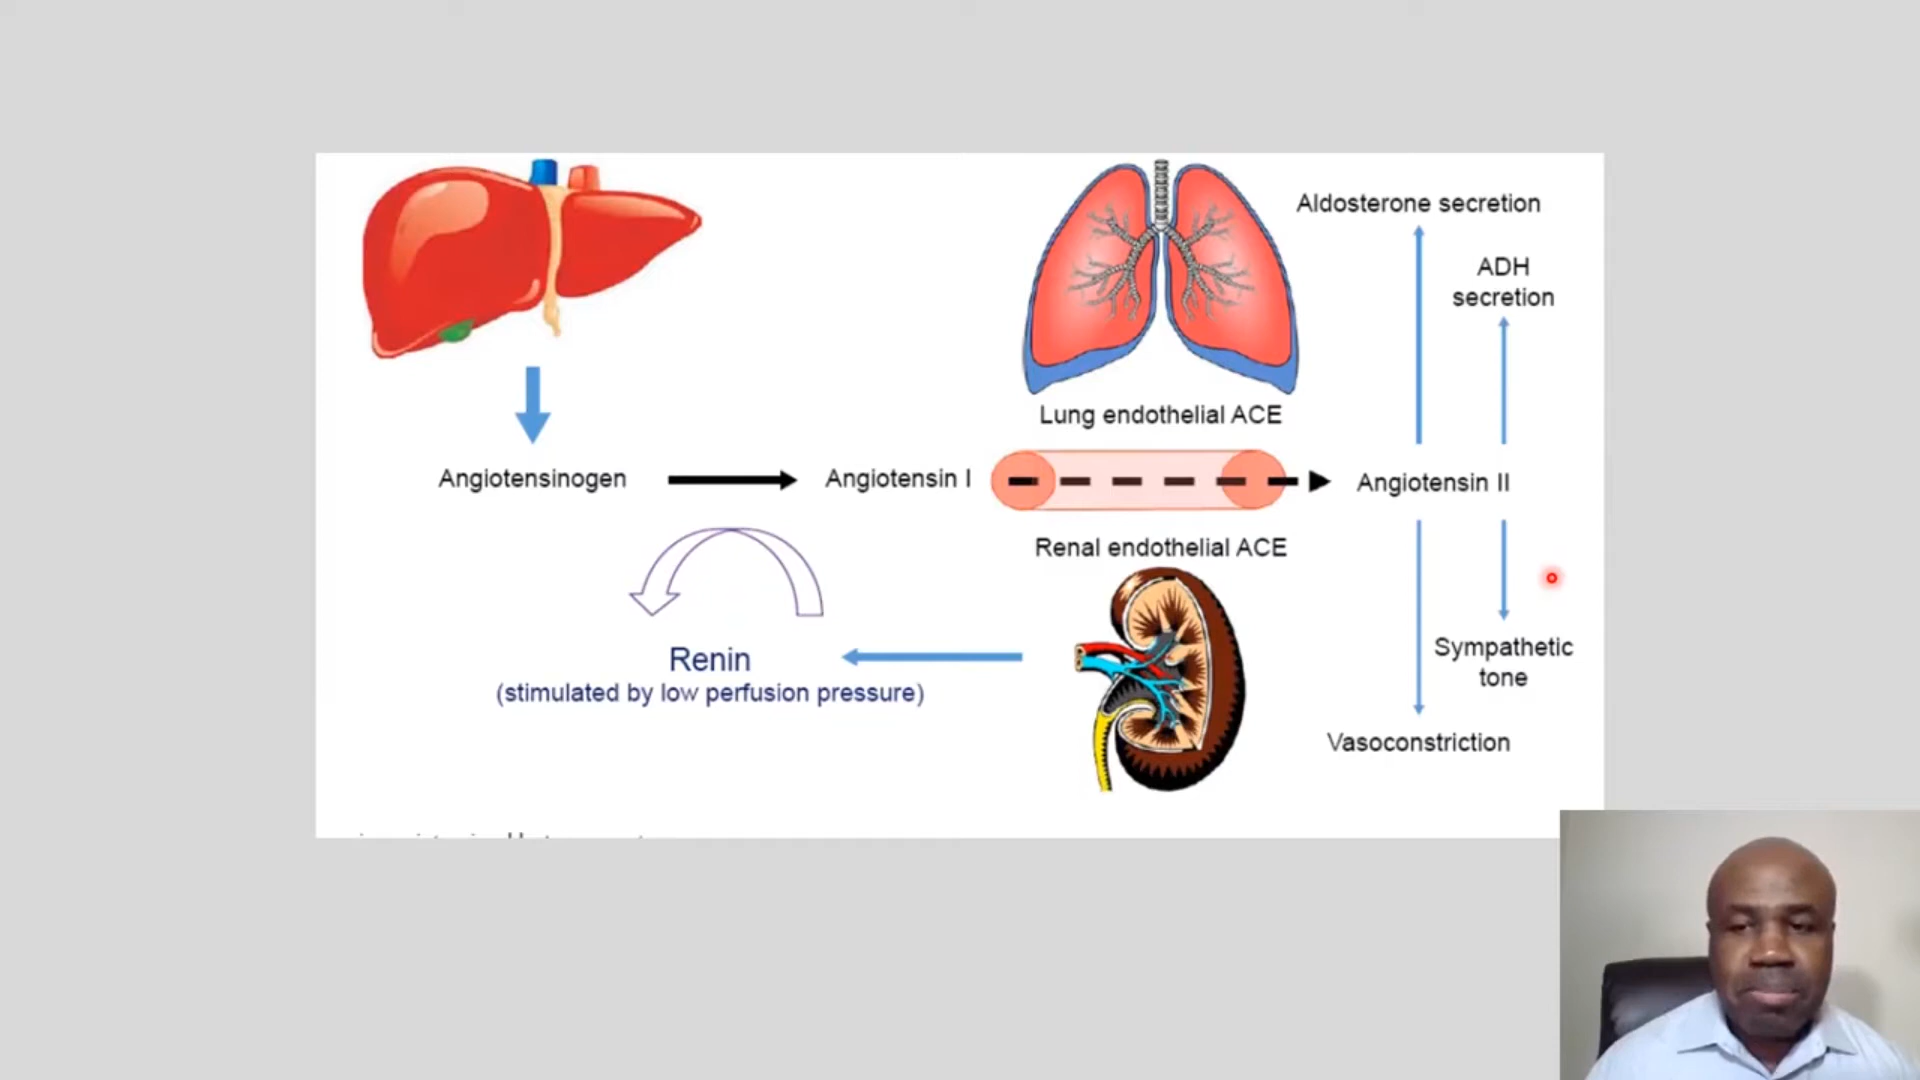 Aldosterone secretion
ADH
secretion
Lung endothelial ACE
Angiotensinogen
Angiotensin I
Angiotensin II
Renal endothelial ACE
Renin
(stimulated by low perfusion pressure)
Sympathetic
tone
Vasoconstriction